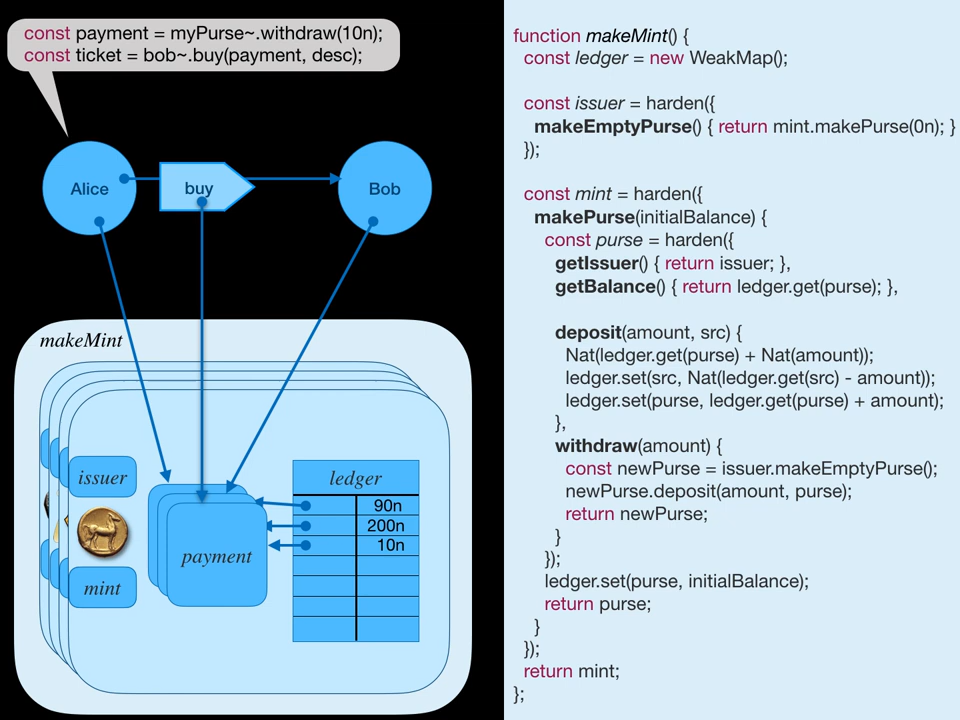 const payment = myPurse~.withdraw(10n);
const ticket = bob~.buy(payment, desc);
Alice
buy
Bob
makeMint
issuer
mint
payment
ledger
90n
200n
10n
function makeMint() {
const ledger = new WeakMap();
const issuer = harden({
makeEmptyPurse() { return mint.makePurse(0n); }
});
const mint = harden({
makePurse(initialBalance) {
const purse = harden({
getIssuer() { return issuer; },
getBalance() { return ledger.get(purse); },
deposit(amount, src) {
Nat(ledger.get(purse) + Nat(amount));
ledger.set(src, Nat(ledger.get(src) - amount));
ledger.set(purse, ledger.get(purse) + amount);
},
withdraw(amount) {
const newPurse = issuer.makeEmptyPurse();
newPurse.deposit(amount, purse);
return newPurse;
}
});
ledger.set(purse, initialBalance);
return purse;
}
});
return mint;
};